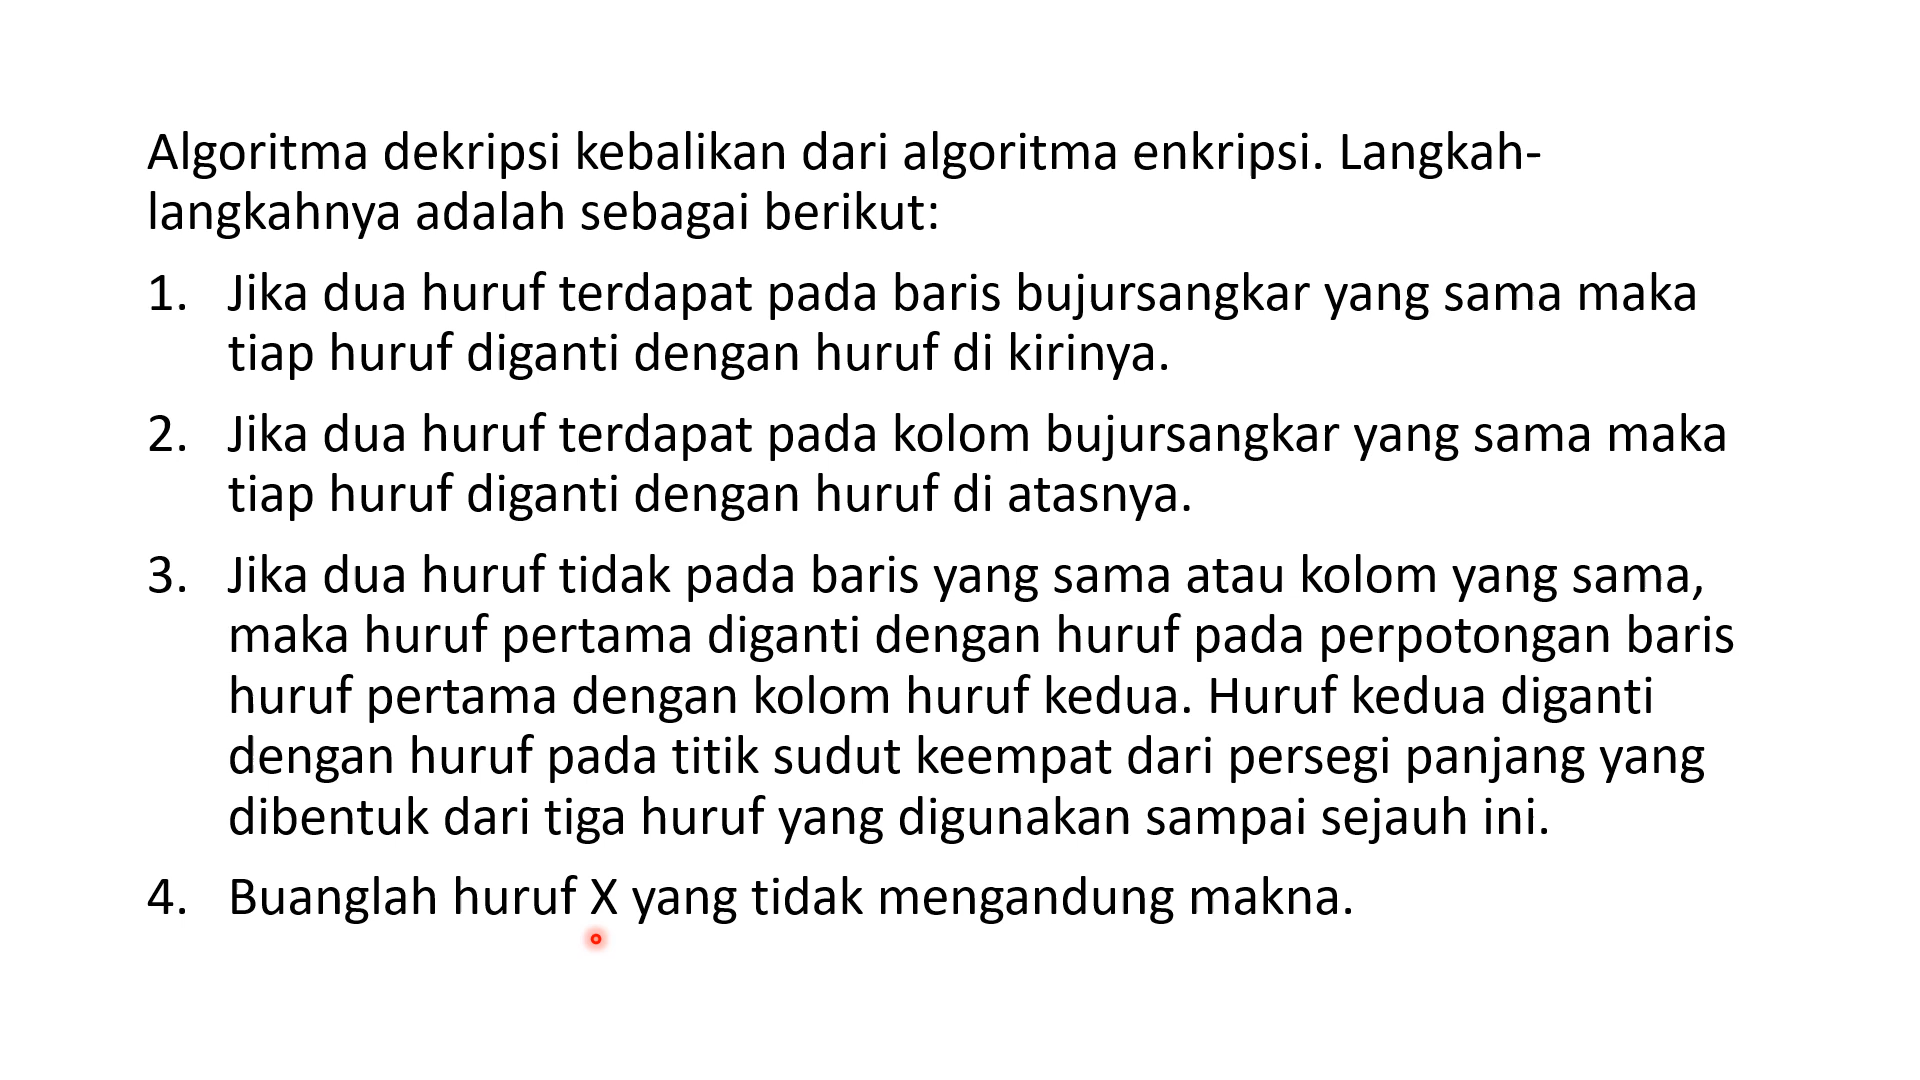 Algoritma dekripsi kebalikan dari algoritma enkripsi. Langkah-
langkahnya adalah sebagai berikut:
1. Jika dua huruf terdapat pada baris bujursangkar yang sama maka
tiap huruf diganti dengan huruf di kirinya.
2. Jika dua huruf terdapat pada kolom bujursangkar yang sama maka
tiap huruf diganti dengan huruf di atasnya.
3. Jika dua huruf tidak pada baris yang sama atau kolom yang sama,
maka huruf pertama diganti dengan huruf pada perpotongan baris
huruf pertama dengan kolom huruf kedua. Huruf kedua diganti
dengan huruf pada titik sudut keempat dari persegi panjang yang
dibentuk dari tiga huruf yang digunakan sampai sejauh ini.
4. Buanglah huruf X yang tidak mengandung makna.